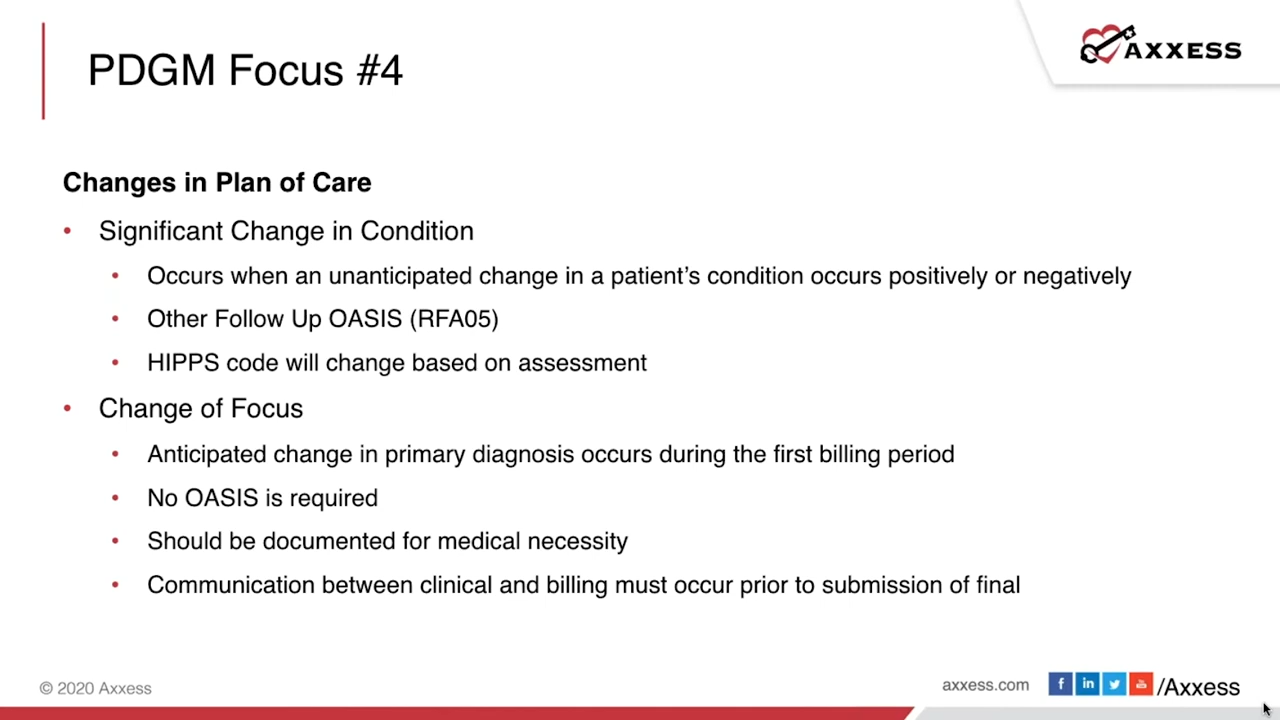 PDGM Focus #4
AXXESS
Changes in Plan of Care
• Significant Change in Condition
• Occurs when an unanticipated change in a patient’s condition occurs positively or negatively
• Other Follow Up OASIS (RFA05)
• HIPPS code will change based on assessment
• Change of Focus
• Anticipated change in primary diagnosis occurs during the first billing period
• No OASIS is required
• Should be documented for medical necessity
• Communication between clinical and billing must occur prior to submission of final
© 2020 Axxess
axxess.com f in /Axxess